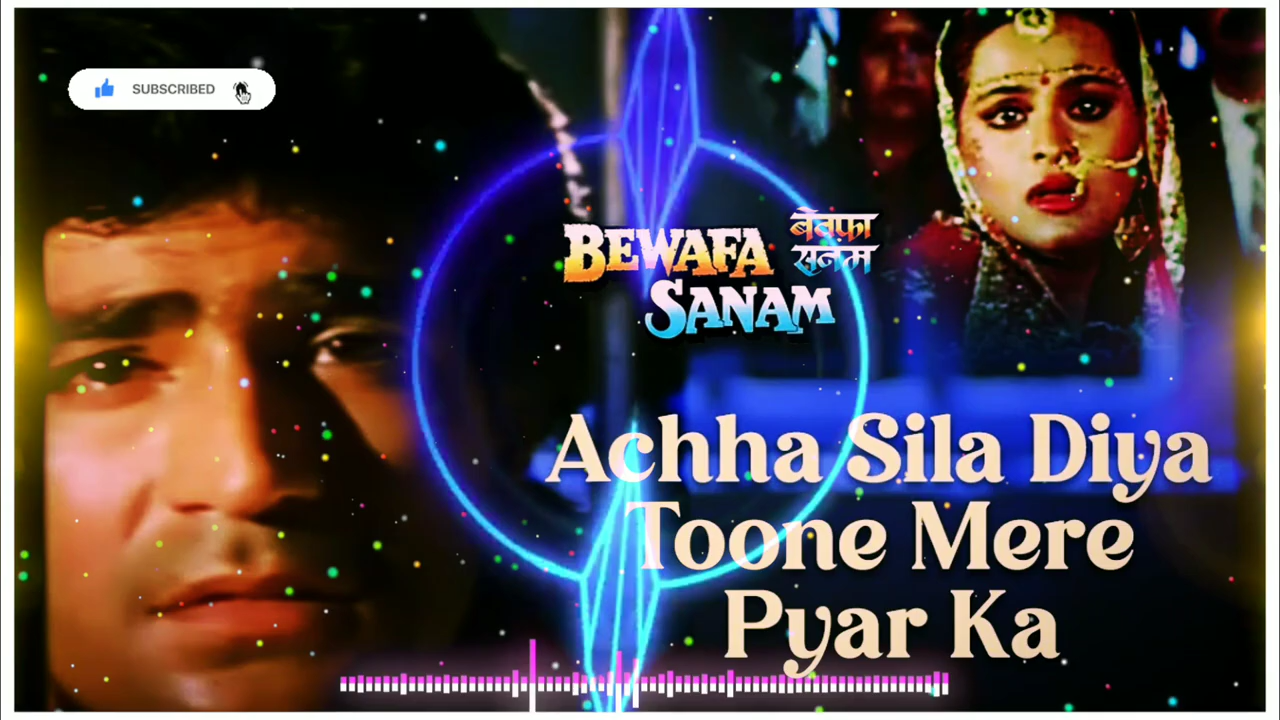 SUBSCRIBED
BEWAFA
बेवफ़ा
सनम
SANAM
Achha Sila Diya
Toone Mere
Pyar Ka